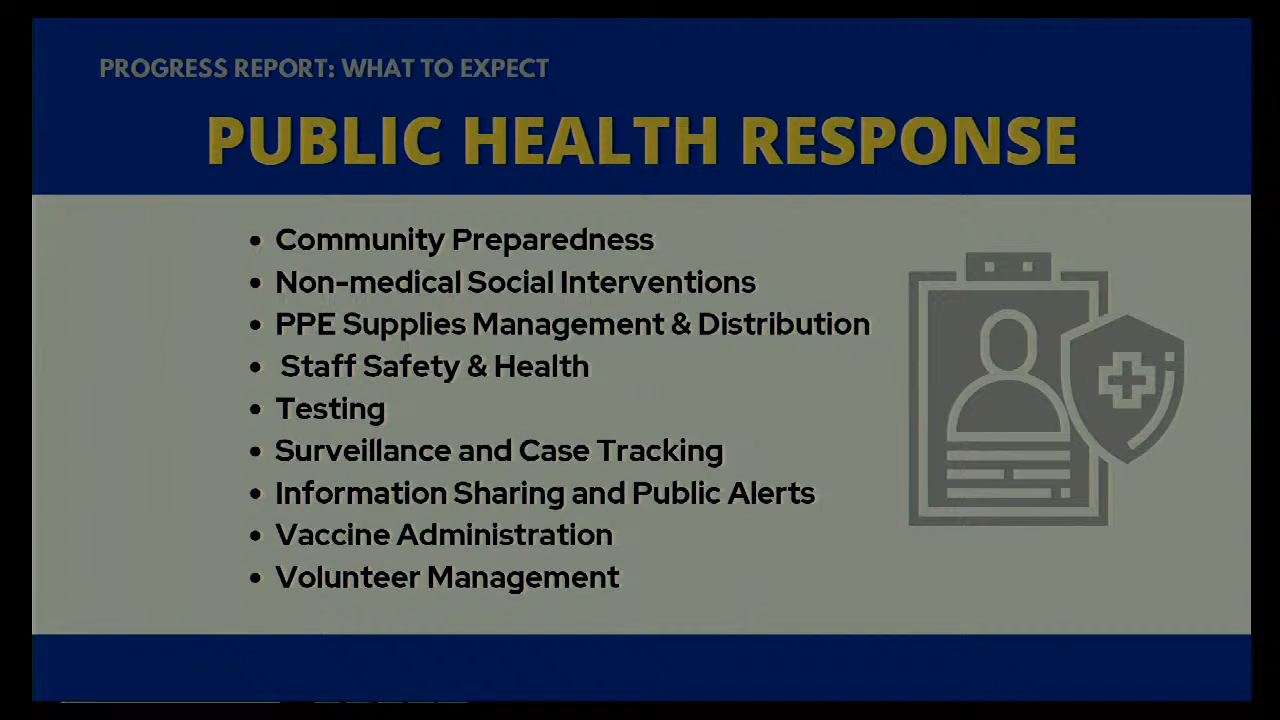 PROGRESS REPORT: WHAT TO EXPECT
PUBLIC HEALTH RESPONSE
• Community Preparedness
• Non-medical Social Interventions
• PPE Supplies Management & Distribution
• Staff Safety & Health
• Testing
• Surveillance and Case Tracking
• Information Sharing and Public Alerts
• Vaccine Administration
• Volunteer Management